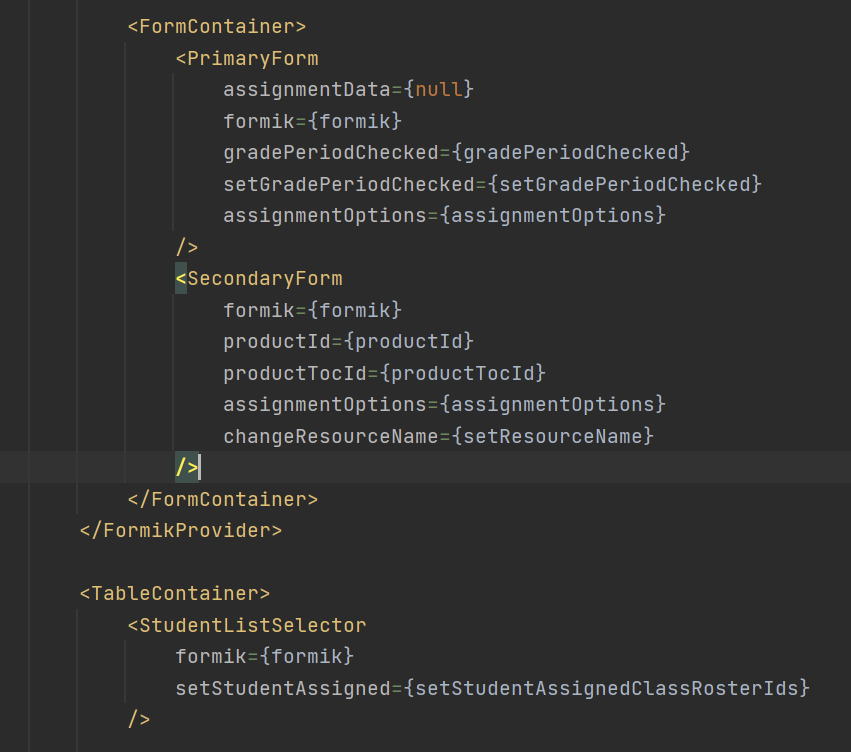 <FormContainer>
<PrimaryForm
assignmentData={null}
formik={formik}
gradePeriodChecked={gradePeriodChecked}
setGradePeriodChecked={setGradePeriodChecked}
assignmentOptions={assignmentOptions}
/>
<SecondaryForm
formik={formik}
productId={productId}
productTocId={productTocId}
assignmentOptions={assignmentOptions}
changeResourceName={setResourceName}
/>
</FormContainer>
</FormikProvider>
<TableContainer>
<StudentListSelector
formik={formik}
setStudentAssigned={setStudentAssignedClassRosterIds}
/>